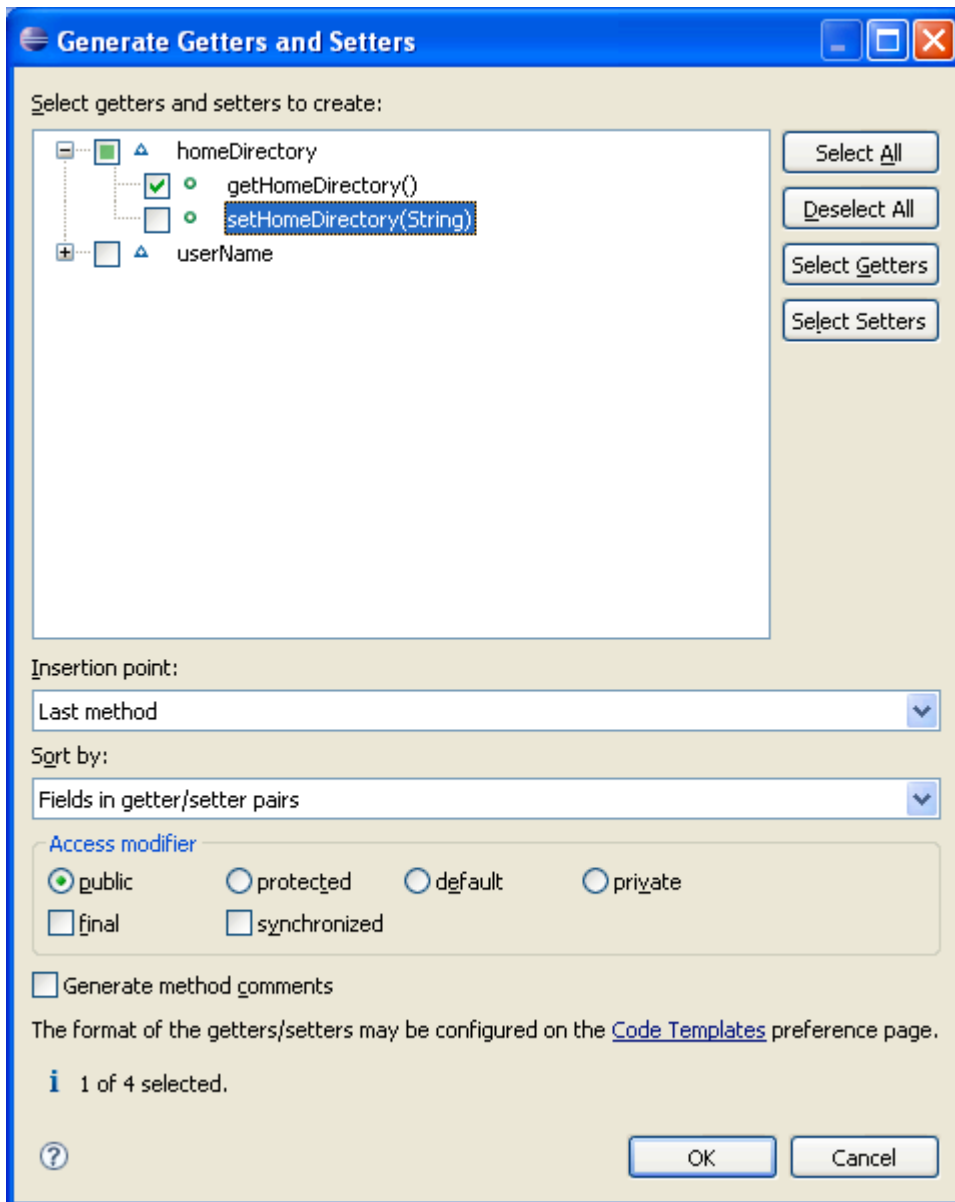 Generate Getters and Setters
Select getters and setters to create:
homeDirectory
getHomeDirectory()
setHomeDirectory(String)
userName
Select All
Deselect All
Select Getters
Select Setters
Insertion point:
Last method
Sort by:
Fields in getter/setter pairs
Access modifier
public protected default private
final synchronized
Generate method comments
The format of the getters/setters may be configured on the Code Templates preference page.
i 1 of 4 selected.
? OK Cancel